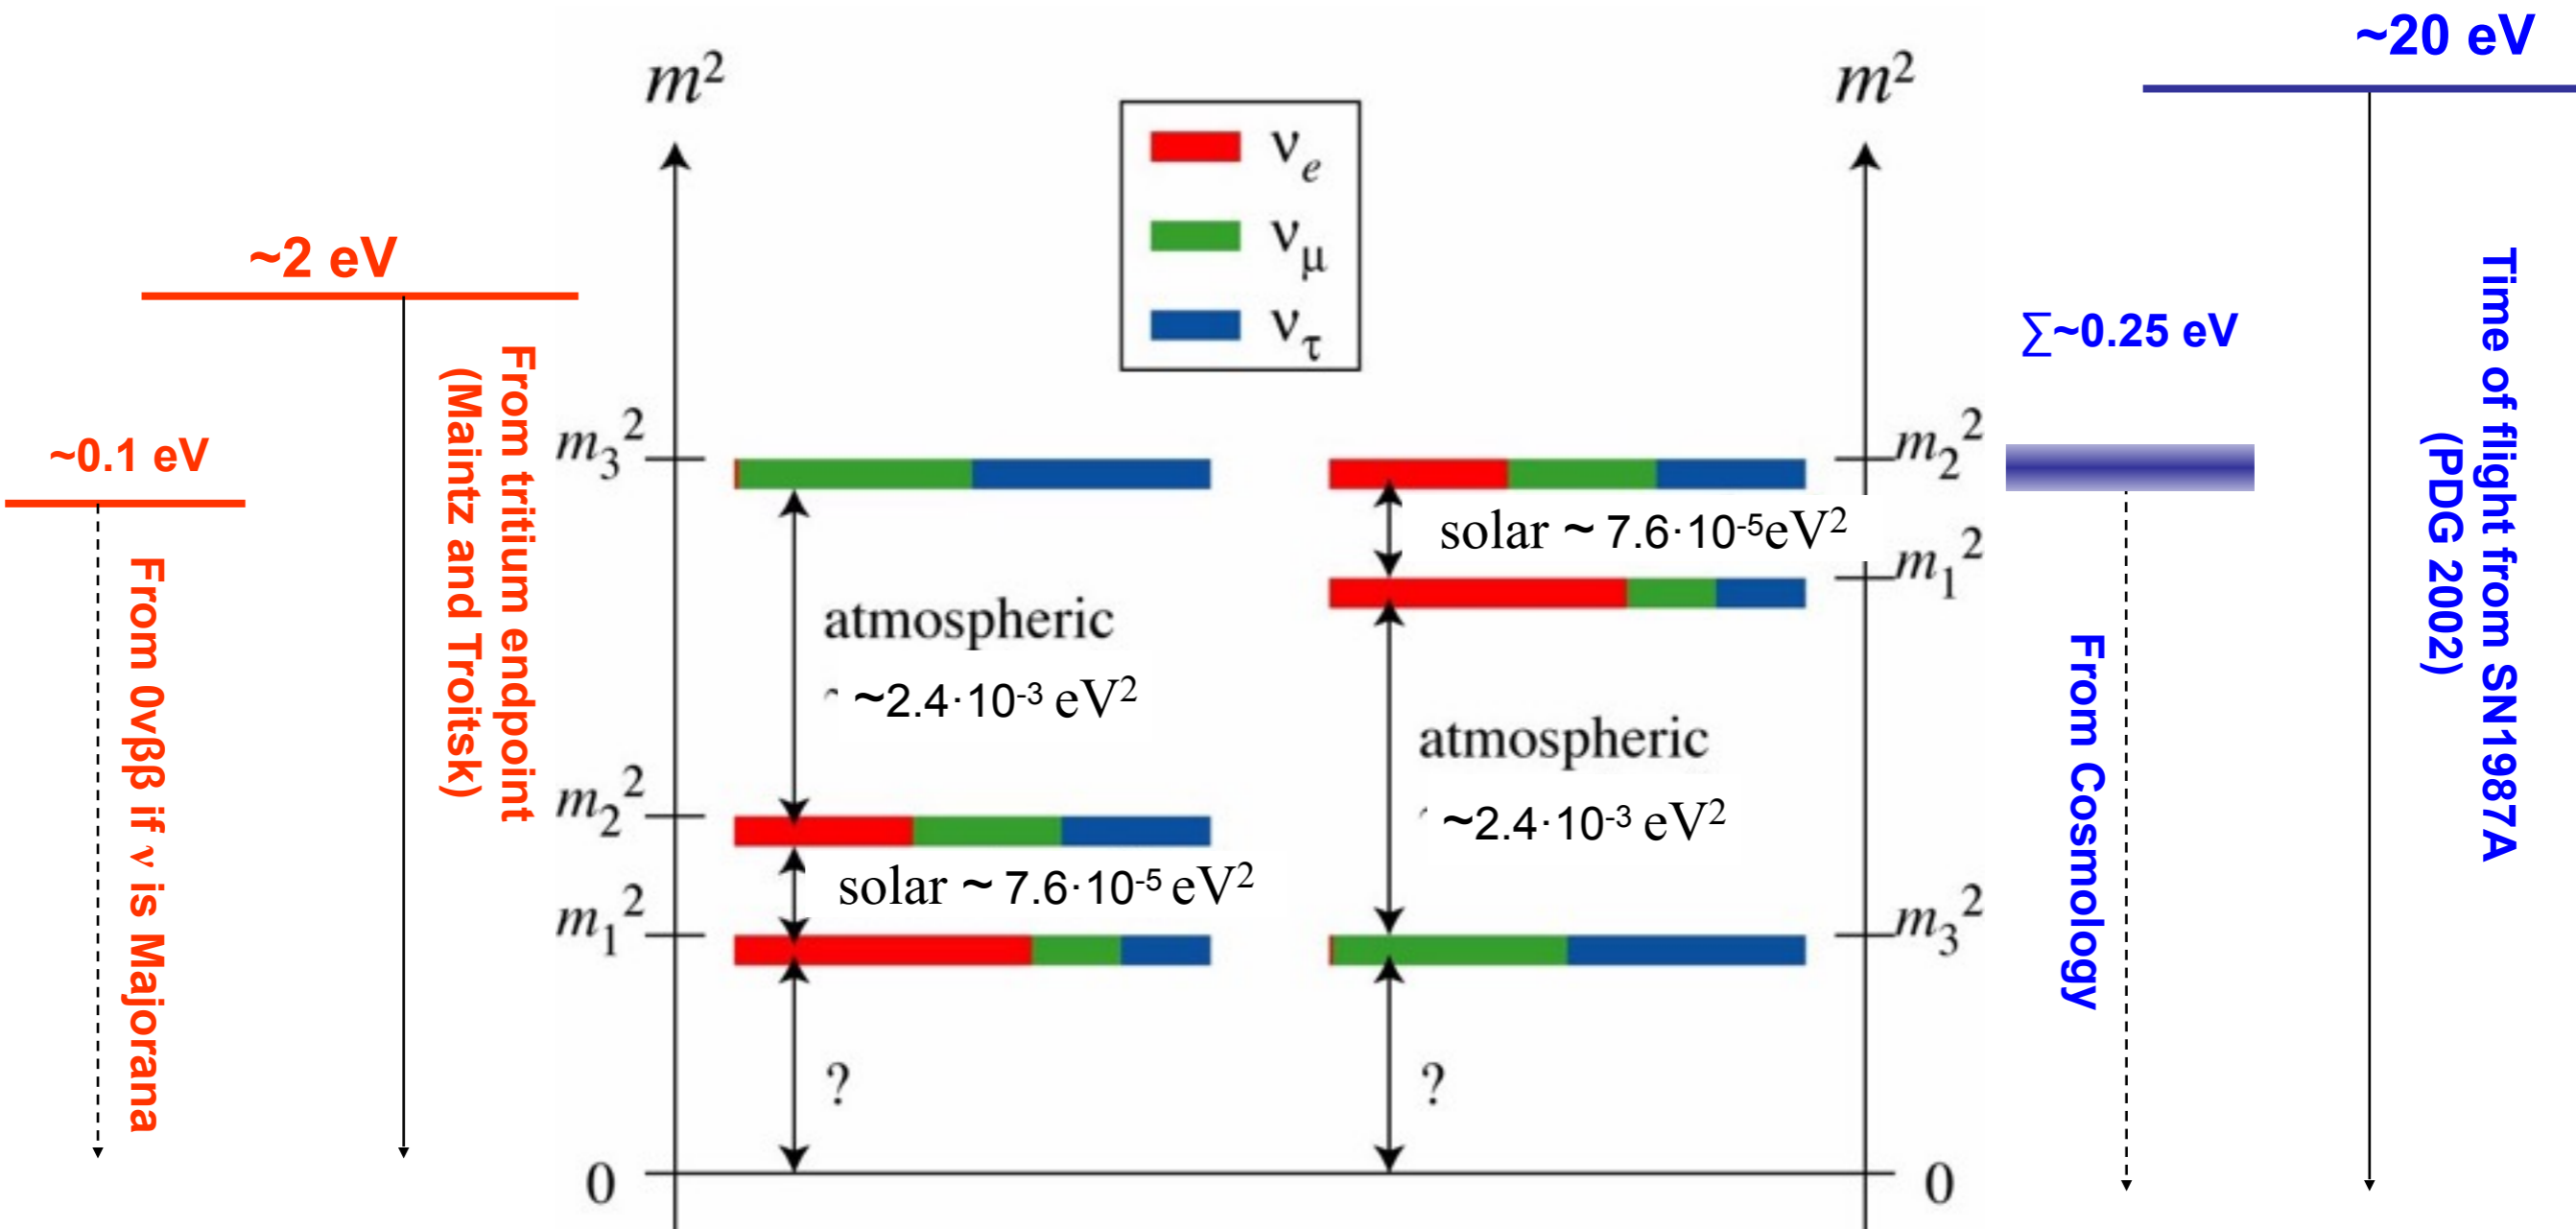 ~20 eV
m²
m²
νe
νμ
ντ
~2 eV
∑~0.25 eV
~0.1 eV
From 0νββ if ν is Majorana
From tritium endpoint
(Maintz and Troitsk)
m₃²
m₂²
m₁²
0
atmospheric
~2.4·10⁻³ eV²
solar ~ 7.6·10⁻⁵ eV²
?
solar ~ 7.6·10⁻⁵eV²
atmospheric
~2.4·10⁻³ eV²
?
m₂²
m₁²
m₃²
0
From Cosmology
Time of flight from SN1987A
(PDG 2002)